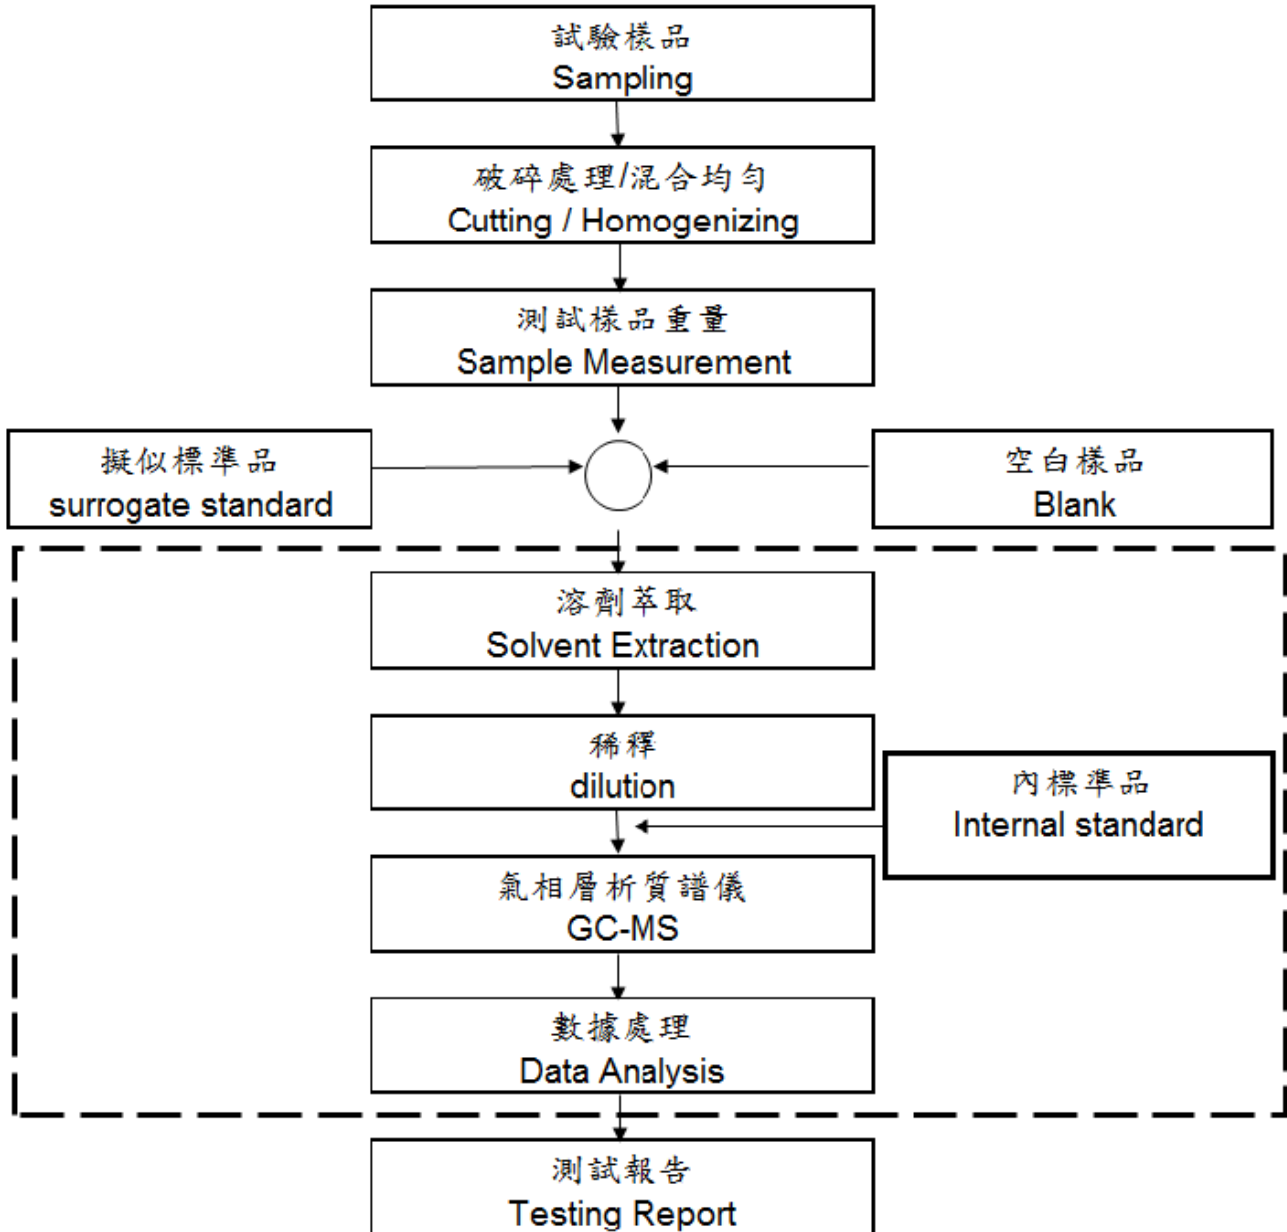 試驗樣品
Sampling
破碎處理/混合均勻
Cutting / Homogenizing
測試樣品重量
Sample Measurement
擬似標準品
surrogate standard
空白樣品
Blank
溶劑萃取
Solvent Extraction
稀釋
dilution
內標準品
Internal standard
氣相層析質譜儀
GC-MS
數據處理
Data Analysis
測試報告
Testing Report